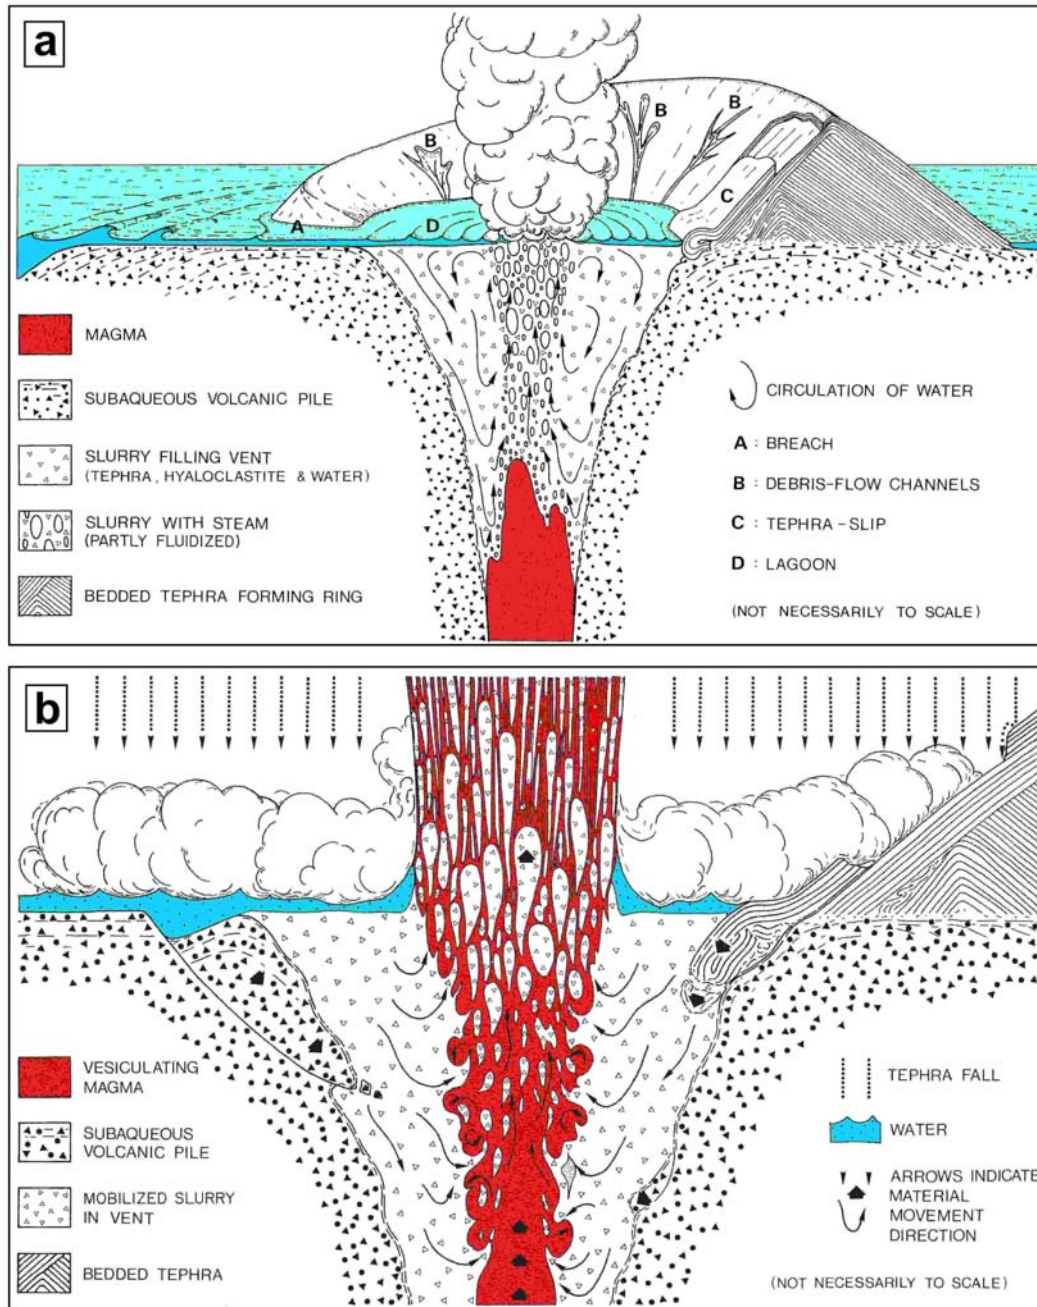 a
B
B
B
A
D
C
MAGMA
SUBAQUEOUS VOLCANIC PILE
SLURRY FILLING VENT
(TEPHRA, HYALOCLASTITE & WATER)
SLURRY WITH STEAM
(PARTLY FLUIDIZED)
BEDDED TEPHRA FORMING RING
CIRCULATION OF WATER
A : BREACH
B : DEBRIS-FLOW CHANNELS
C : TEPHRA - SLIP
D : LAGOON
(NOT NECESSARILY TO SCALE)
b
VESICULATING
MAGMA
SUBAQUEOUS
VOLCANIC PILE
MOBILIZED SLURRY
IN VENT
BEDDED TEPHRA
TEPHRA FALL
WATER
ARROWS INDICATE
MATERIAL
MOVEMENT
DIRECTION
(NOT NECESSARILY TO SCALE)